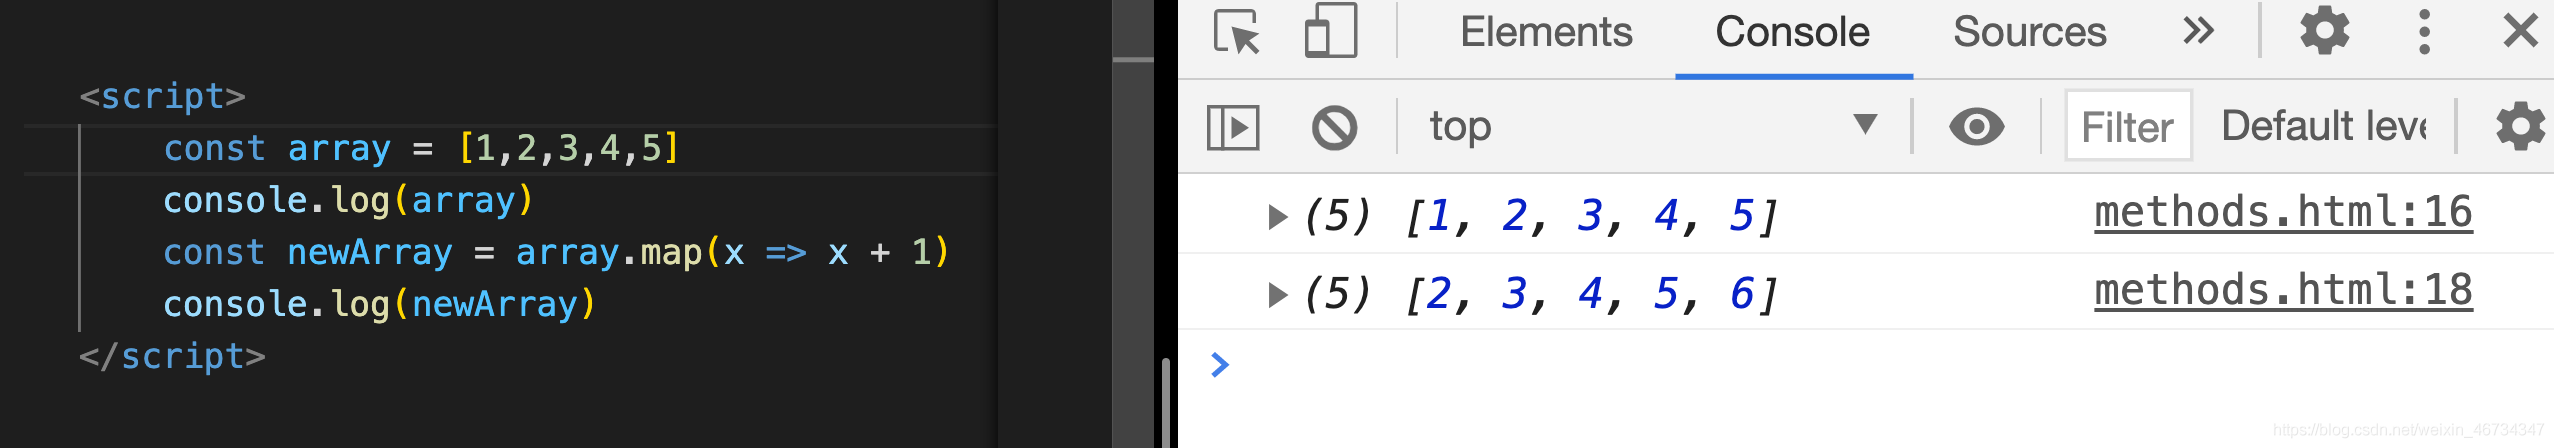 <script>
const array = [1,2,3,4,5]
console.log(array)
const newArray = array.map(x => x + 1)
console.log(newArray)
</script>
Elements Console Sources
top Filter Default leve
(5) [1, 2, 3, 4, 5] methods.html:16
(5) [2, 3, 4, 5, 6] methods.html:18
https://blog.csdn.net/weixin_46734347